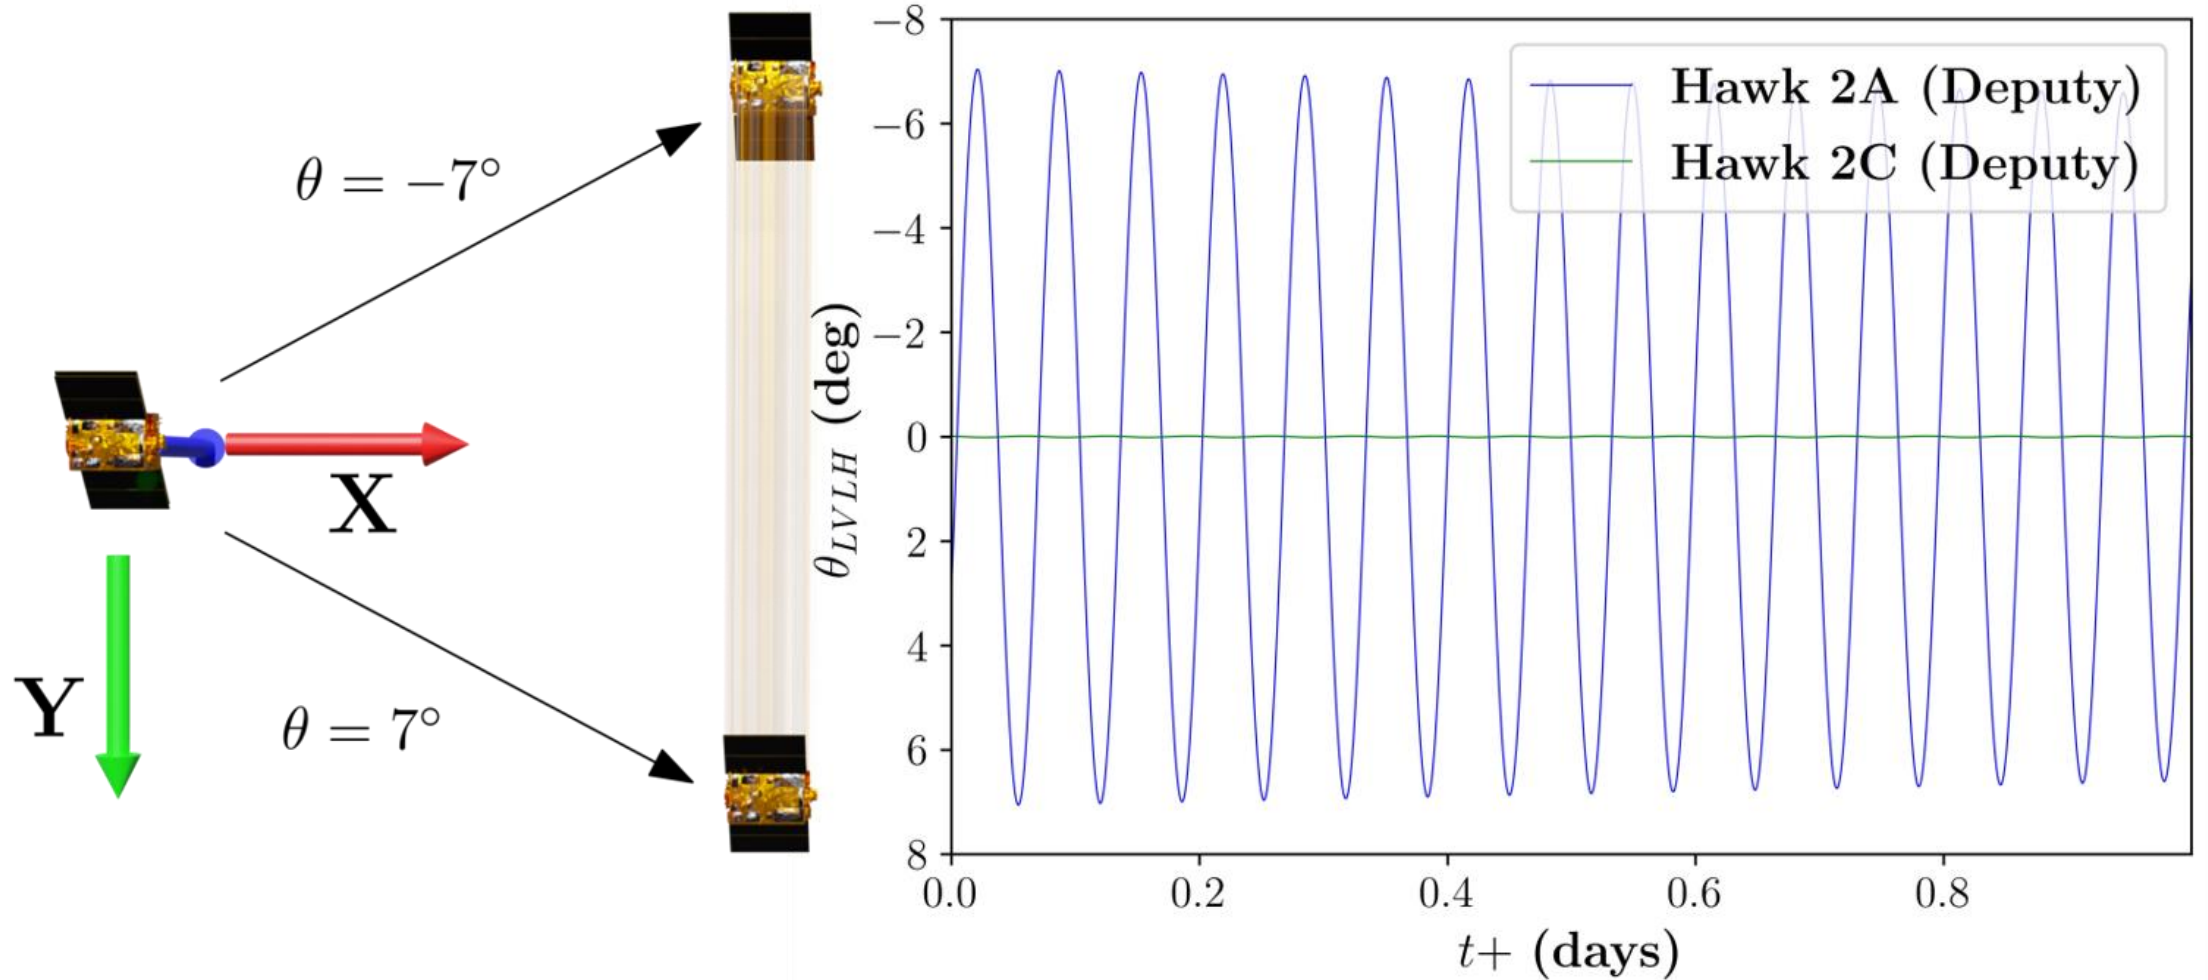 θ = −7°
X
Y
θ = 7°
θLVLH (deg)
−8
−6
−4
−2
0
2
4
6
8
Hawk 2A (Deputy)
Hawk 2C (Deputy)
0.0 0.2 0.4 0.6 0.8
t+ (days)